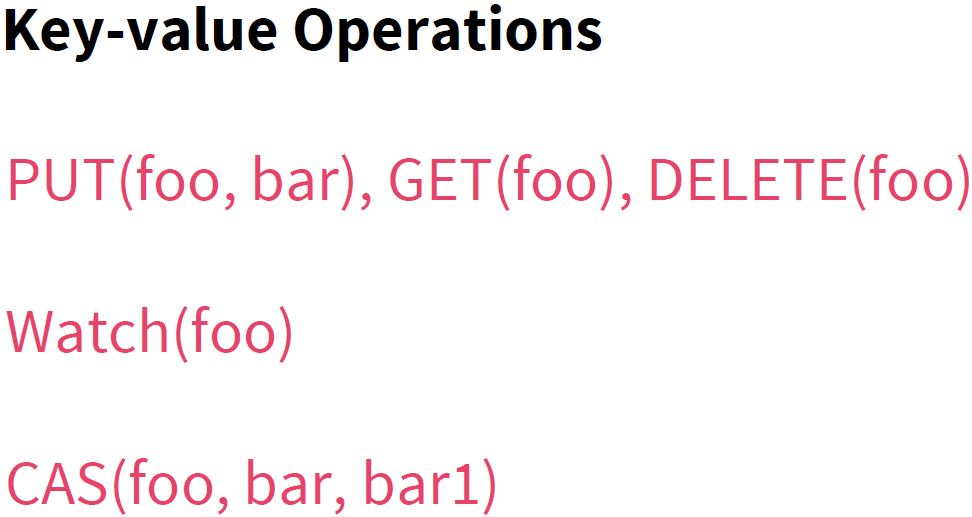 Key-value Operations
PUT(foo, bar), GET(foo), DELETE(foo)
Watch(foo)
CAS(foo, bar, bar1)